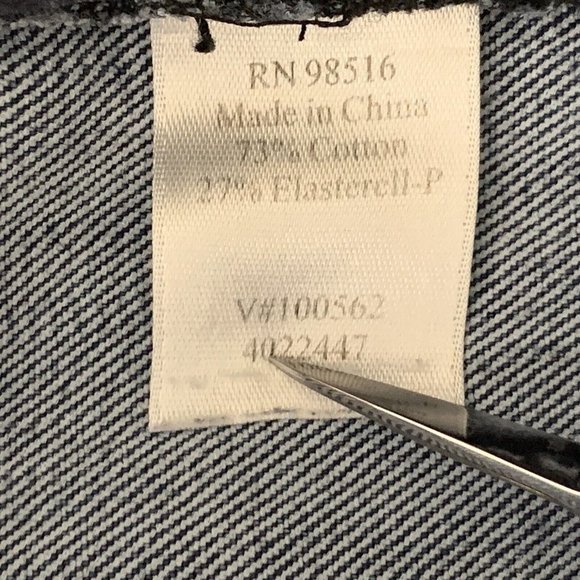 RN 98516
Made in China
73% Cotton
27% Elasterell-P
V#100562
4022447